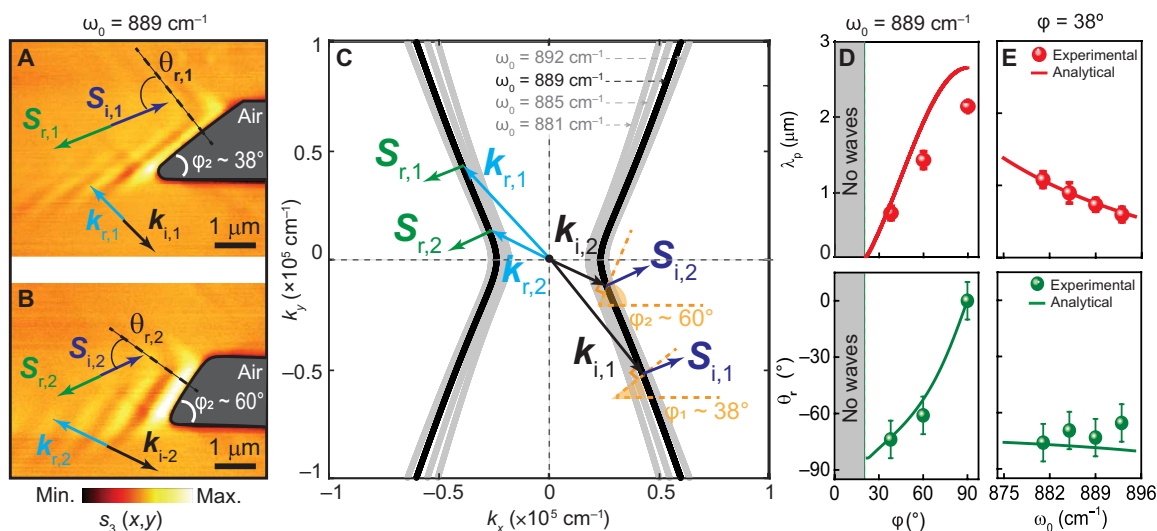 ω₀ = 889 cm⁻¹
A
θr,1
Si,1
Sr,1
Air
φ₂ ~ 38°
kr,1
ki,1
1 μm
B
θr,2
Si,2
Sr,2
Air
φ₂ ~ 60°
kr,2
ki-2
1 μm
Min.
Max.
s₃ (x,y)
C
ω₀ = 892 cm⁻¹
ω₀ = 889 cm⁻¹
ω₀ = 885 cm⁻¹
ω₀ = 881 cm⁻¹
Sr,1
kr,1
Sr,2
kr,2
ki,2
Si,2
φ₂ ~ 60°
ki,1
Si,1
φ₁ ~ 38°
1
0.5
0
−0.5
−1
ky (×10⁵ cm⁻¹)
−1
−0.5
0
0.5
1
kx (×10⁵ cm⁻¹)
ω₀ = 889 cm⁻¹
D
Experimental
Analytical
No waves
3
2
1
0
λp (μm)
φ = 38º
E
Experimental
Analytical
No waves
0
−30
−60
−90
θr (°)
30
60
90
φ(°)
Experimental
Analytical
875
882
889
896
ω₀ (cm⁻¹)